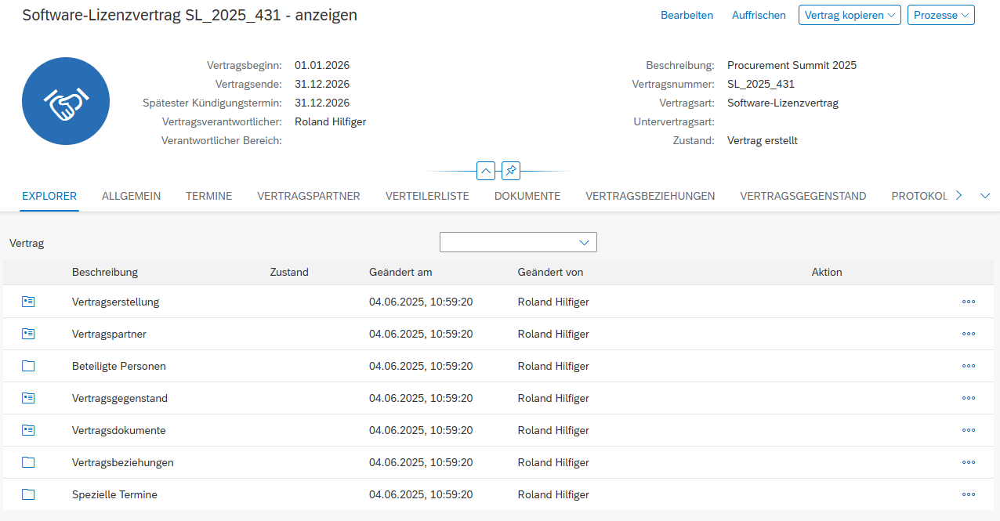 Software-Lizenzvertrag SL_2025_431 - anzeigen
Bearbeiten Auffrischen Vertrag kopieren Prozesse
Vertragsbeginn: 01.01.2026
Vertragsende: 31.12.2026
Spätester Kündigungstermin: 31.12.2026
Vertragsverantwortlicher: Roland Hilfiger
Verantwortlicher Bereich:
Beschreibung: Procurement Summit 2025
Vertragsnummer: SL_2025_431
Vertragsart: Software-Lizenzvertrag
Untervertragsart:
Zustand: Vertrag erstellt
EXPLORER ALLGEMEIN TERMINE VERTRAGSPARTNER VERTEILERLISTE DOKUMENTE VERTRAGSBEZIEHUNGEN VERTRAGSGEGENSTAND PROTOKOL
Vertrag
Beschreibung Zustand Geändert am Geändert von Aktion
Vertragserstellung 04.06.2025, 10:59:20 Roland Hilfiger
Vertragspartner 04.06.2025, 10:59:20 Roland Hilfiger
Beteiligte Personen 04.06.2025, 10:59:20 Roland Hilfiger
Vertragsgegenstand 04.06.2025, 10:59:20 Roland Hilfiger
Vertragsdokumente 04.06.2025, 10:59:20 Roland Hilfiger
Vertragsbeziehungen 04.06.2025, 10:59:20 Roland Hilfiger
Spezielle Termine 04.06.2025, 10:59:20 Roland Hilfiger